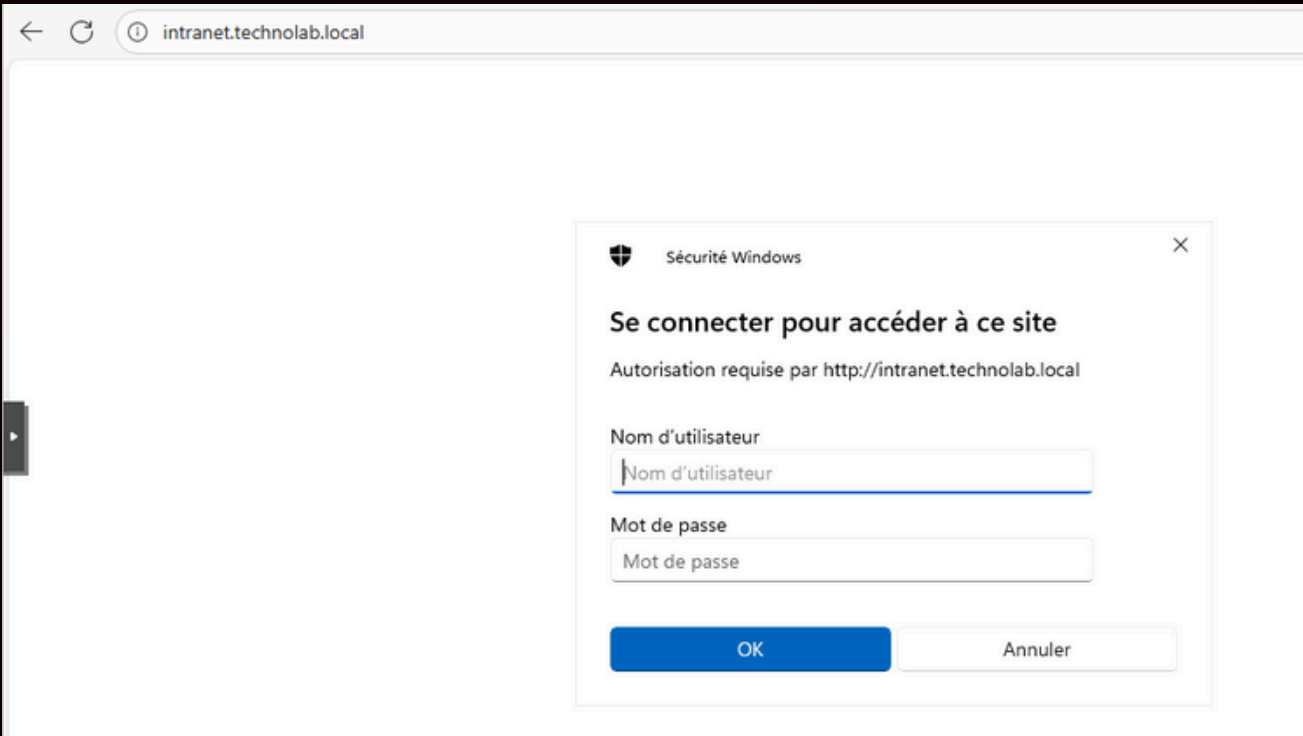 intranet.technolab.local
Sécurité Windows
Se connecter pour accéder à ce site
Autorisation requise par http://intranet.technolab.local
Nom d'utilisateur
Nom d'utilisateur
Mot de passe
Mot de passe
OK Annuler